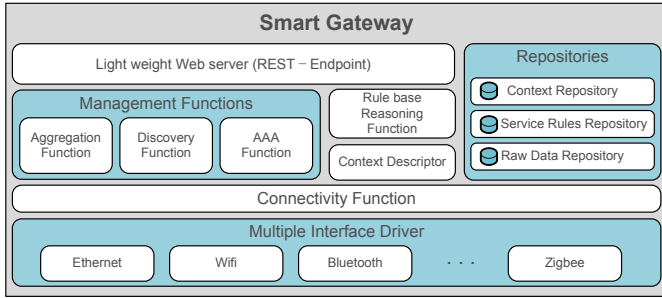 Smart Gateway
Light weight Web server (REST – Endpoint)
Management Functions
Aggregation
Function
Discovery
Function
AAA
Function
Rule base
Reasoning
Function
Context Descriptor
Repositories
Context Repository
Service Rules Repository
Raw Data Repository
Connectivity Function
Multiple Interface Driver
Ethernet
Wifi
Bluetooth
. . .
Zigbee